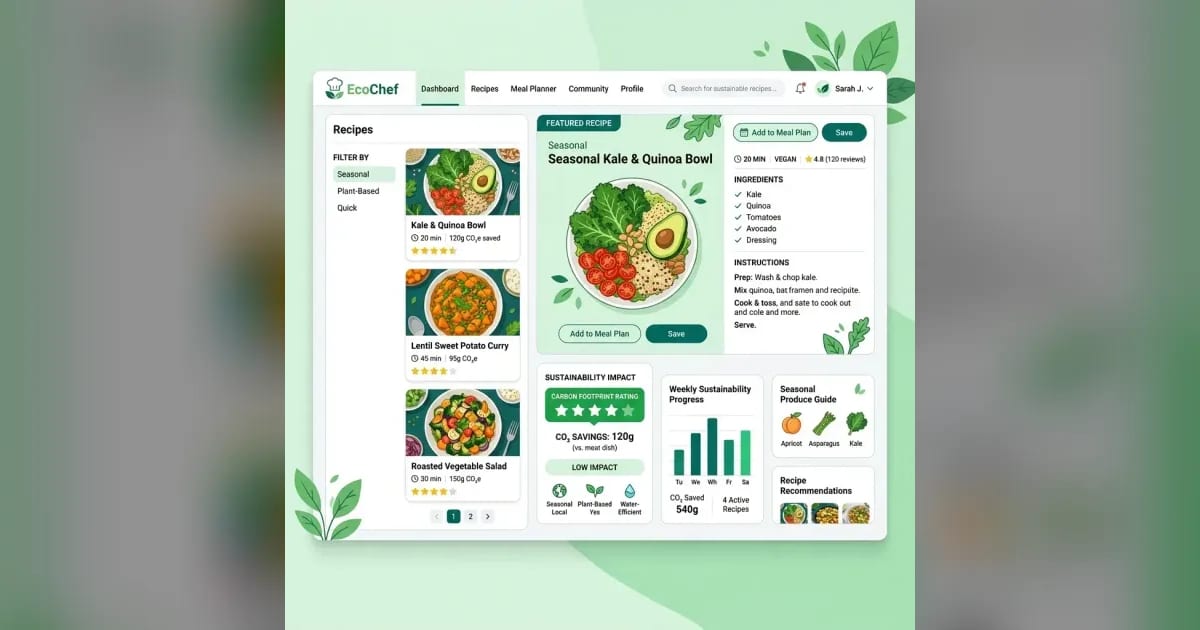 EcoChef
Dashboard
Recipes
Meal Planner
Community
Profile
Search for sustainable recipes...
Sarah J.
Recipes
FILTER BY
Seasonal
Plant-Based
Quick
Kale & Quinoa Bowl
20 min | 120g CO₂e saved
Lentil Sweet Potato Curry
45 min | 95g CO₂e
Roasted Vegetable Salad
30 min | 150g CO₂e
< 1 2 >
FEATURED RECIPE
Seasonal
Seasonal Kale & Quinoa Bowl
Add to Meal Plan
Save
Add to Meal Plan
Save
20 MIN | VEGAN | 4.8 (120 reviews)
INGREDIENTS
Kale
Quinoa
Tomatoes
Avocado
Dressing
INSTRUCTIONS
Prep: Wash & chop kale.
Mix quinoa, bat framen and recipite.
Cook & toss, and sate to cook out
and cole and more.
Serve.
SUSTAINABILITY IMPACT
CARBON FOOTPRINT RATING
CO₂ SAVINGS: 120g
(vs. meat dish)
LOW IMPACT
Seasonal
Local
Plant-Based
Yes
Water-
Efficient
Weekly Sustainability
Progress
Tu We Wh Fr Sa
CO₂ Saved
540g
4 Active
Recipes
Seasonal
Produce Guide
Apricot
Asparagus
Kale
Recipe
Recommendations